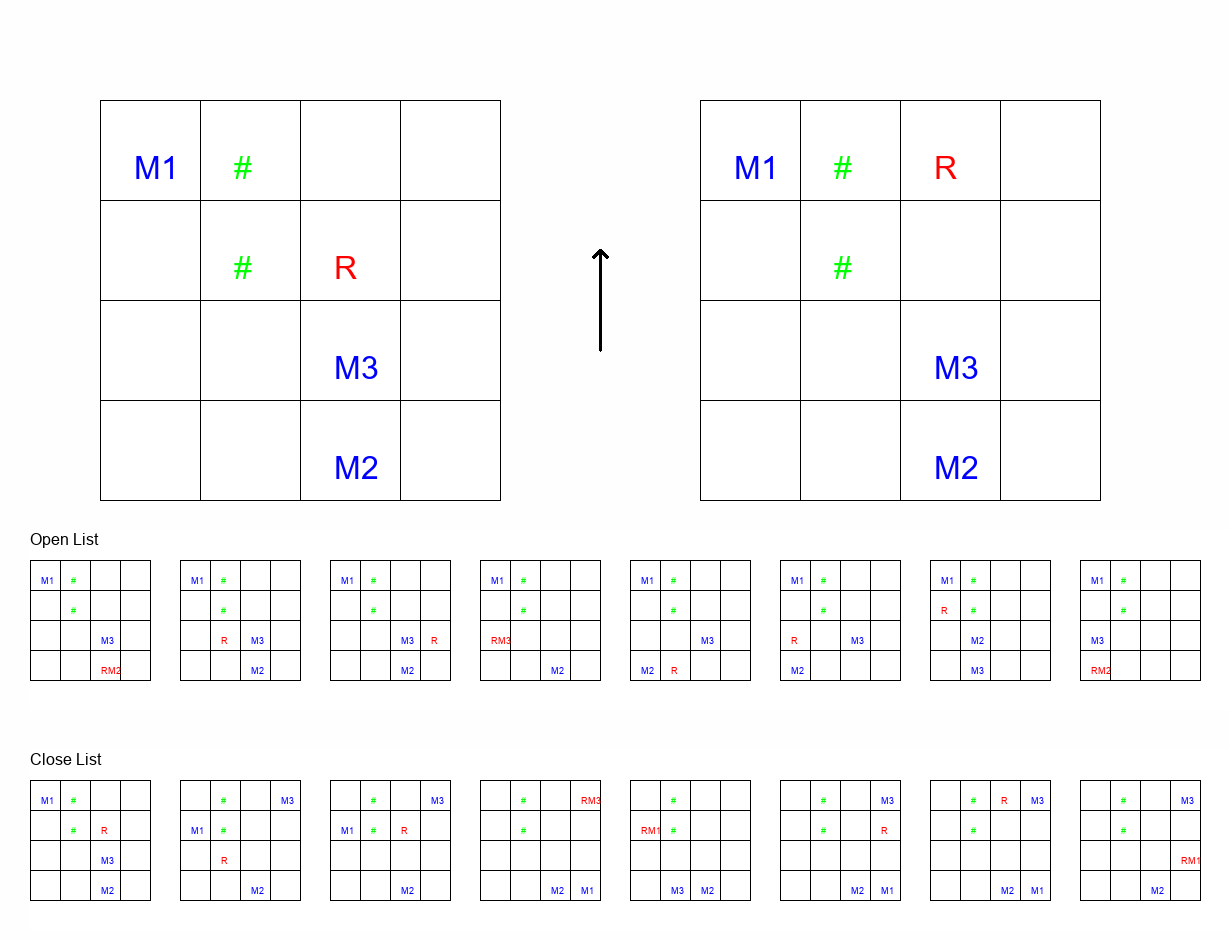 M1 # M1 # R
# R #
M3 M3
M2 M2
Open List
M1 # M1 # M1 # M1 # M1 # M1 # M1 # M1 #
# # # # # # R # #
M3 R M3 M3 R RM3 M3 R M3 M2 M3
RM2 M2 M2 M2 M2 R M2 M3 RM2
Close List
M1 # # M3 # M3 # RM3 # # M3 # R M3 # M3
# R M1 # M1 # R # RM1 # # R # #
M3 R RM1
M2 M2 M2 M2 M1 M3 M2 M2 M1 M2 M1 M2